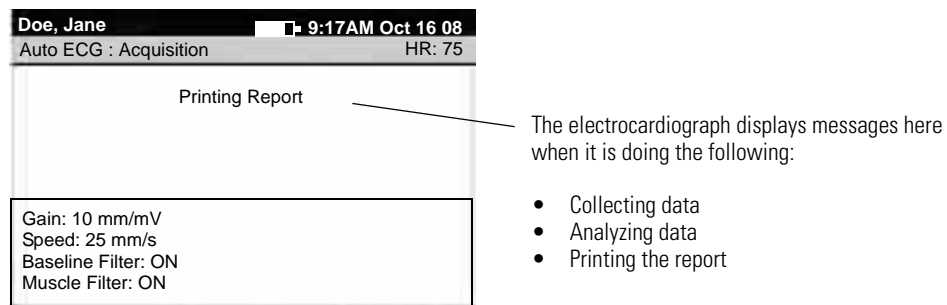 Doe, Jane 9:17AM Oct 16 08
Auto ECG : Acquisition HR: 75
Printing Report
Gain: 10 mm/mV
Speed: 25 mm/s
Baseline Filter: ON
Muscle Filter: ON
The electrocardiograph displays messages here
when it is doing the following:
• Collecting data
• Analyzing data
• Printing the report